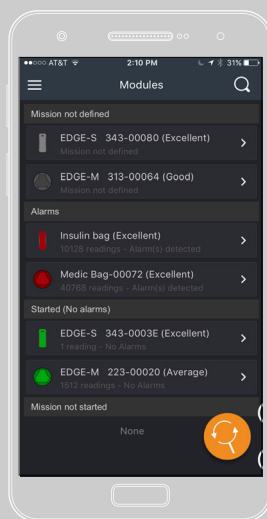 AT&T 2:10 PM 31%
Modules
Mission not defined
EDGE-S 343-00080 (Excellent)
Mission not defined
EDGE-M 313-00064 (Good)
Mission not defined
Alarms
Insulin bag (Excellent)
10128 readings - Alarm(s) detected
Medic Bag-00072 (Excellent)
40768 readings - Alarm(s) detected
Started (No alarms)
EDGE-S 343-0003E (Excellent)
1 reading - No Alarms
EDGE-M 223-00020 (Average)
1612 readings - No Alarms
Mission not started
None